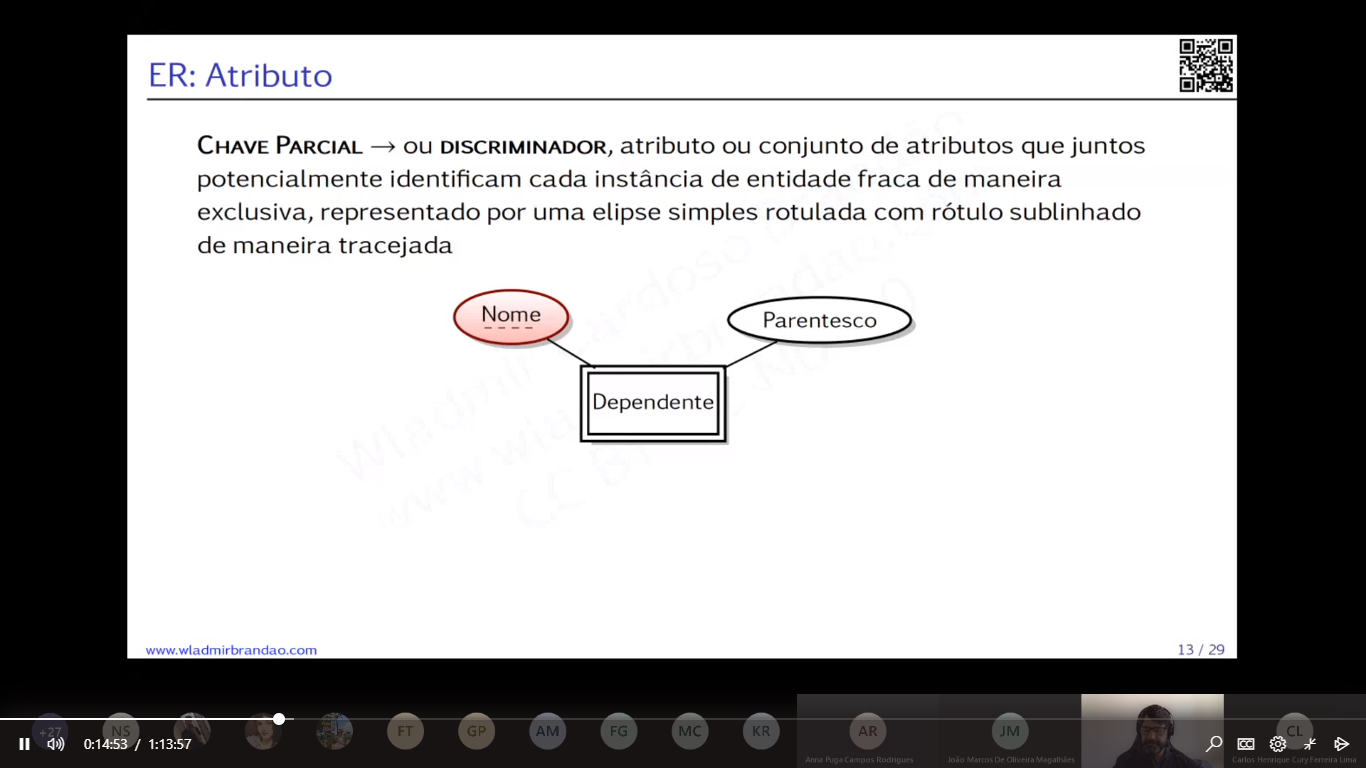 ER: Atributo
CHAVE PARCIAL → ou DISCRIMINADOR, atributo ou conjunto de atributos que juntos
potencialmente identificam cada instância de entidade fraca de maneira
exclusiva, representado por uma elipse simples rotulada com rótulo sublinhado
de maneira tracejada
Nome
Parentesco
Dependente
www.wladmirbrandao.com
13 / 29
+27
NS
FT
GP
AM
FG
MC
KR
AR
JM
CL
0:14:53 / 1:13:57
Anna Puga Campos Rodrigues
João Marcos De Oliveira Magalhães
Carlos Henrique Cury Ferreira Lima